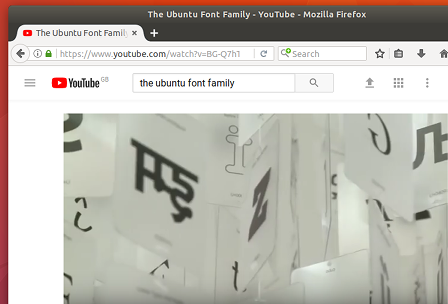 The Ubuntu Font Family - YouTube - Mozilla Firefox
The Ubuntu Font Family
https://www.youtube.com/watch?v=BG-Q7h1
Search
YouTube GB
the ubuntu font family
z